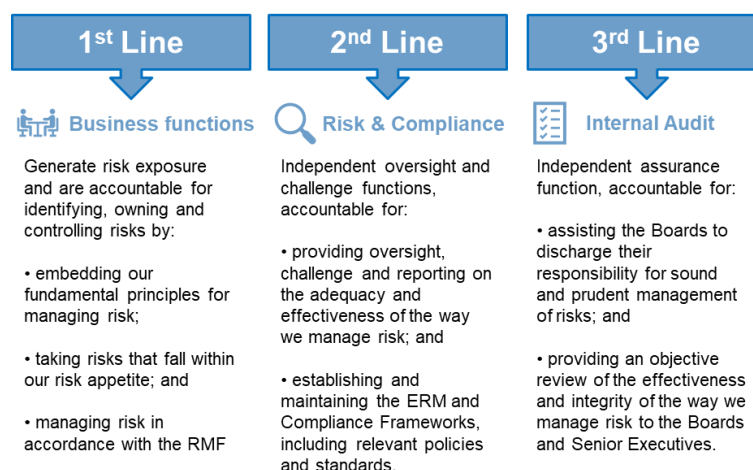 1st Line
Business functions
Generate risk exposure
and are accountable for
identifying, owning and
controlling risks by:
• embedding our
fundamental principles for
managing risk;
• taking risks that fall within
our risk appetite; and
• managing risk in
accordance with the RMF
2nd Line
Risk & Compliance
Independent oversight and
challenge functions,
accountable for:
• providing oversight,
challenge and reporting on
the adequacy and
effectiveness of the way
we manage risk; and
• establishing and
maintaining the ERM and
Compliance Frameworks,
including relevant policies
and standards.
3rd Line
Internal Audit
Independent assurance
function, accountable for:
• assisting the Boards to
discharge their
responsibility for sound
and prudent management
of risks; and
• providing an objective
review of the effectiveness
and integrity of the way we
manage risk to the Boards
and Senior Executives.